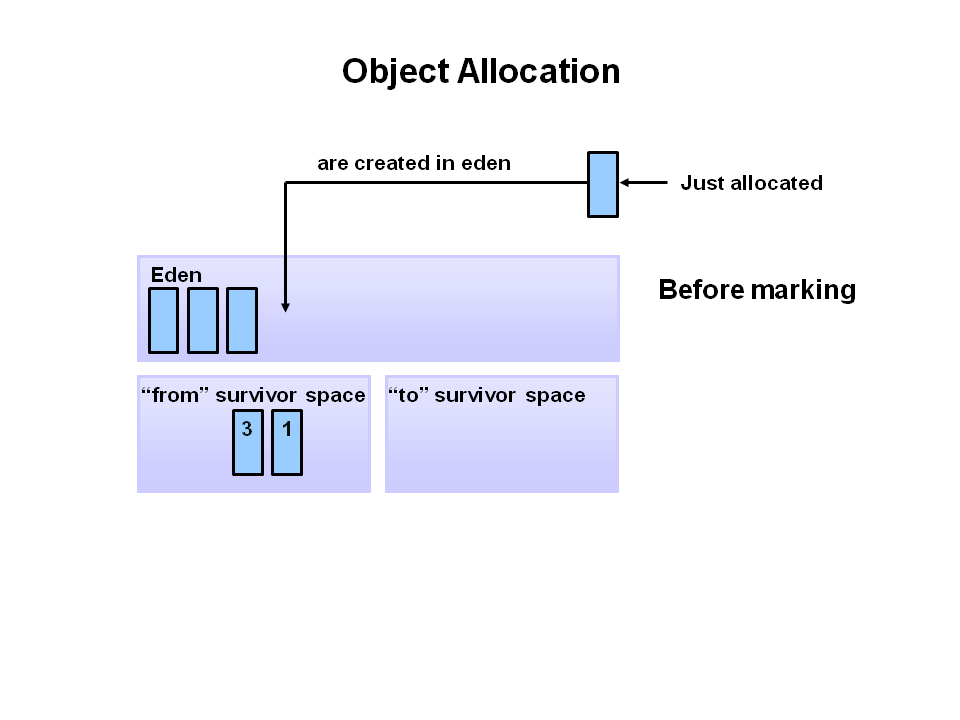 Object Allocation
are created in eden
Just allocated
Eden
Before marking
“from” survivor space
“to” survivor space
3 1